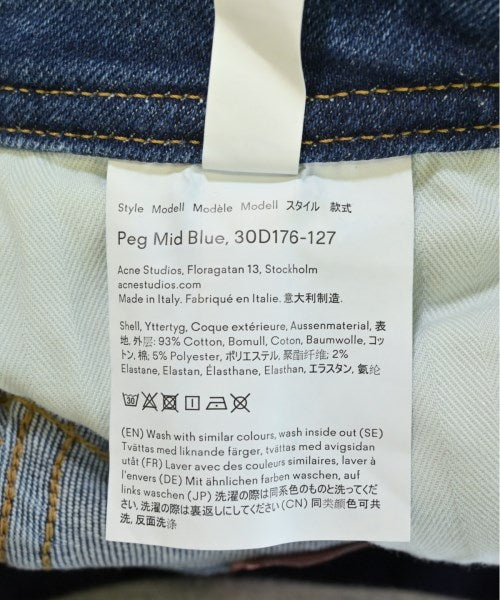 Style Modell Modèle Modell スタイル 款式
Peg Mid Blue, 30D176-127
Acne Studios, Floragatan 13, Stockholm
acnestudios.com
Made in Italy. Fabriqué en Italie. 意大利制造.
Shell, Yttertyg, Coque extérieure, Aussenmaterial, 表
地, 外层: 93% Cotton, Bomull, Coton, Baumwolle, コッ
トン, 棉; 5% Polyester, ポリエステル, 聚酯纤维; 2%
Elastane, Elastan, Élasthane, Elasthan, エラスタン, 氨纶
30
(EN) Wash with similar colours, wash inside out (SE)
Tvättas med liknande färger, tvättas med avigsidan
utåt (FR) Laver avec des couleurs similaires, laver à
l'envers (DE) Mit ähnlichen farben waschen, auf
links waschen (JP) 洗濯の際は同系色のものと洗ってくだ
さい, 洗濯の際は裏返しにしてください (CN) 同类颜色可共
洗, 反面洗涤